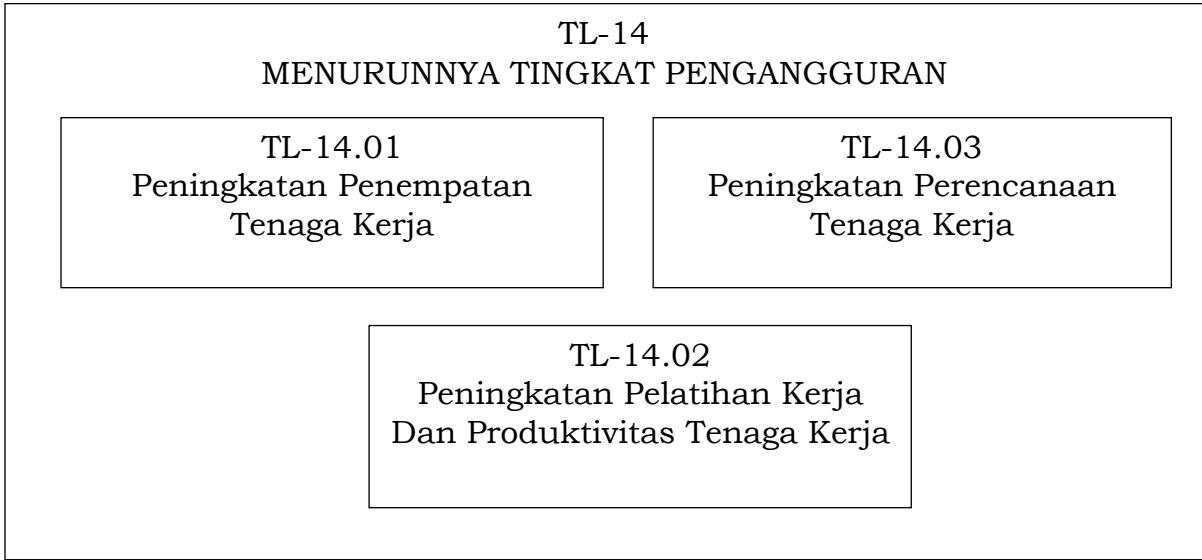 TL-14
MENURUNNYA TINGKAT PENGANGGURAN
TL-14.01
Peningkatan Penempatan
Tenaga Kerja
TL-14.03
Peningkatan Perencanaan
Tenaga Kerja
TL-14.02
Peningkatan Pelatihan Kerja
Dan Produktivitas Tenaga Kerja